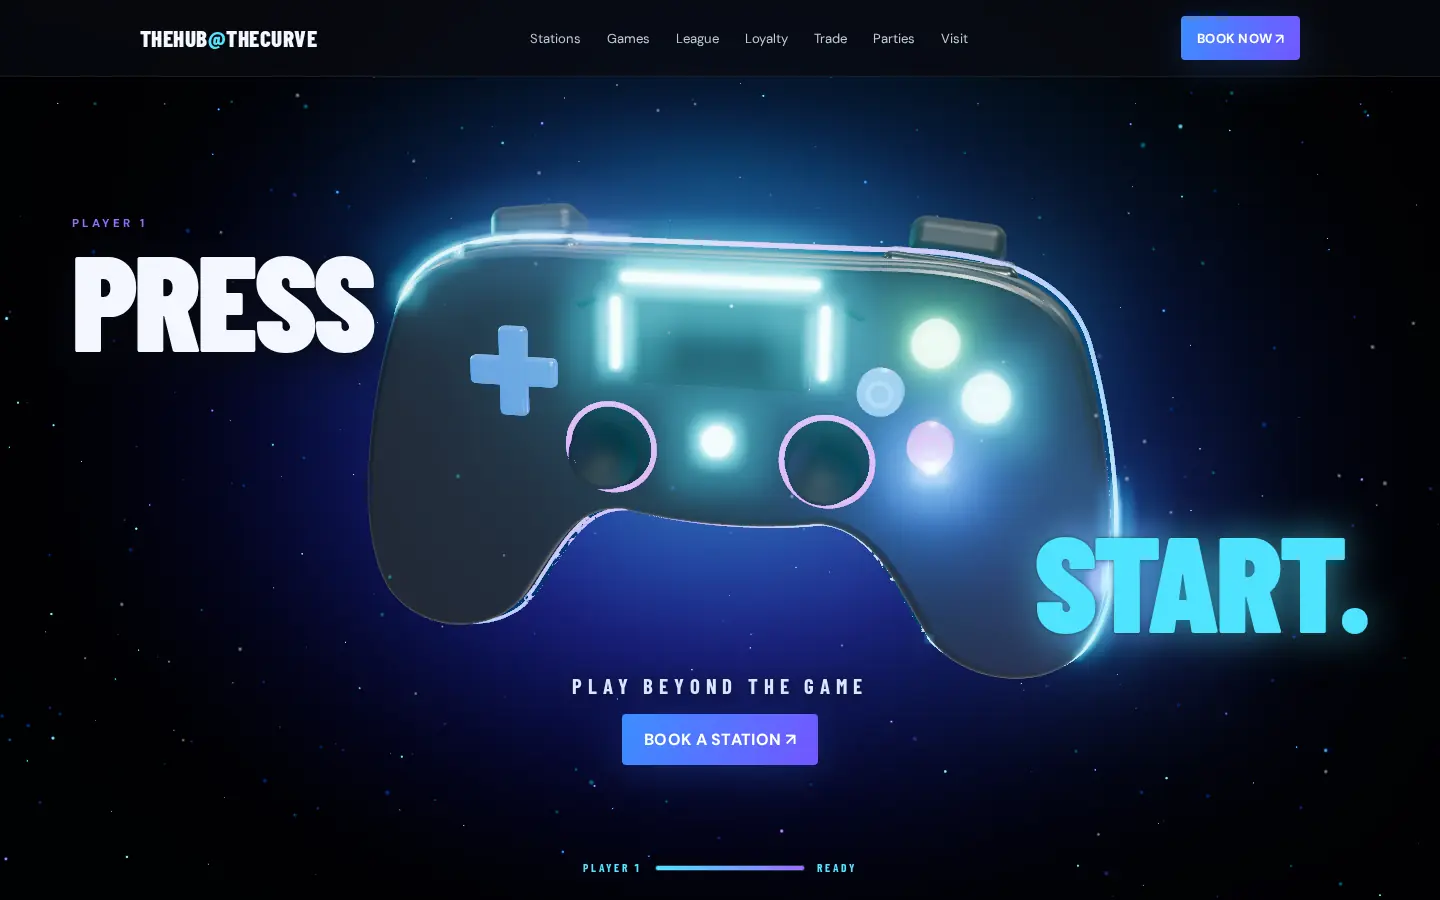 THEHUB@THECURVE
Stations Games League Loyalty Trade Parties Visit
BOOK NOW
PLAYER 1
PRESS
START.
PLAY BEYOND THE GAME
BOOK A STATION
PLAYER 1 READY